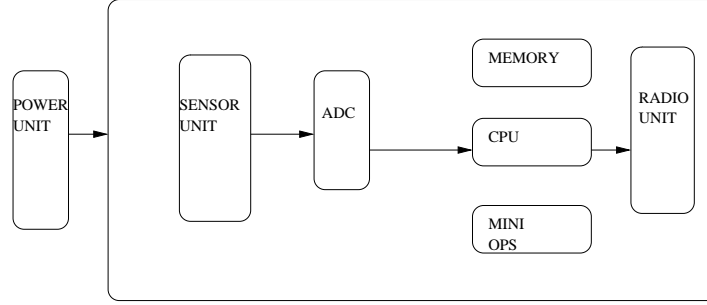 POWER
UNIT
SENSOR
UNIT
ADC
MEMORY
CPU
MINI
OPS
RADIO
UNIT